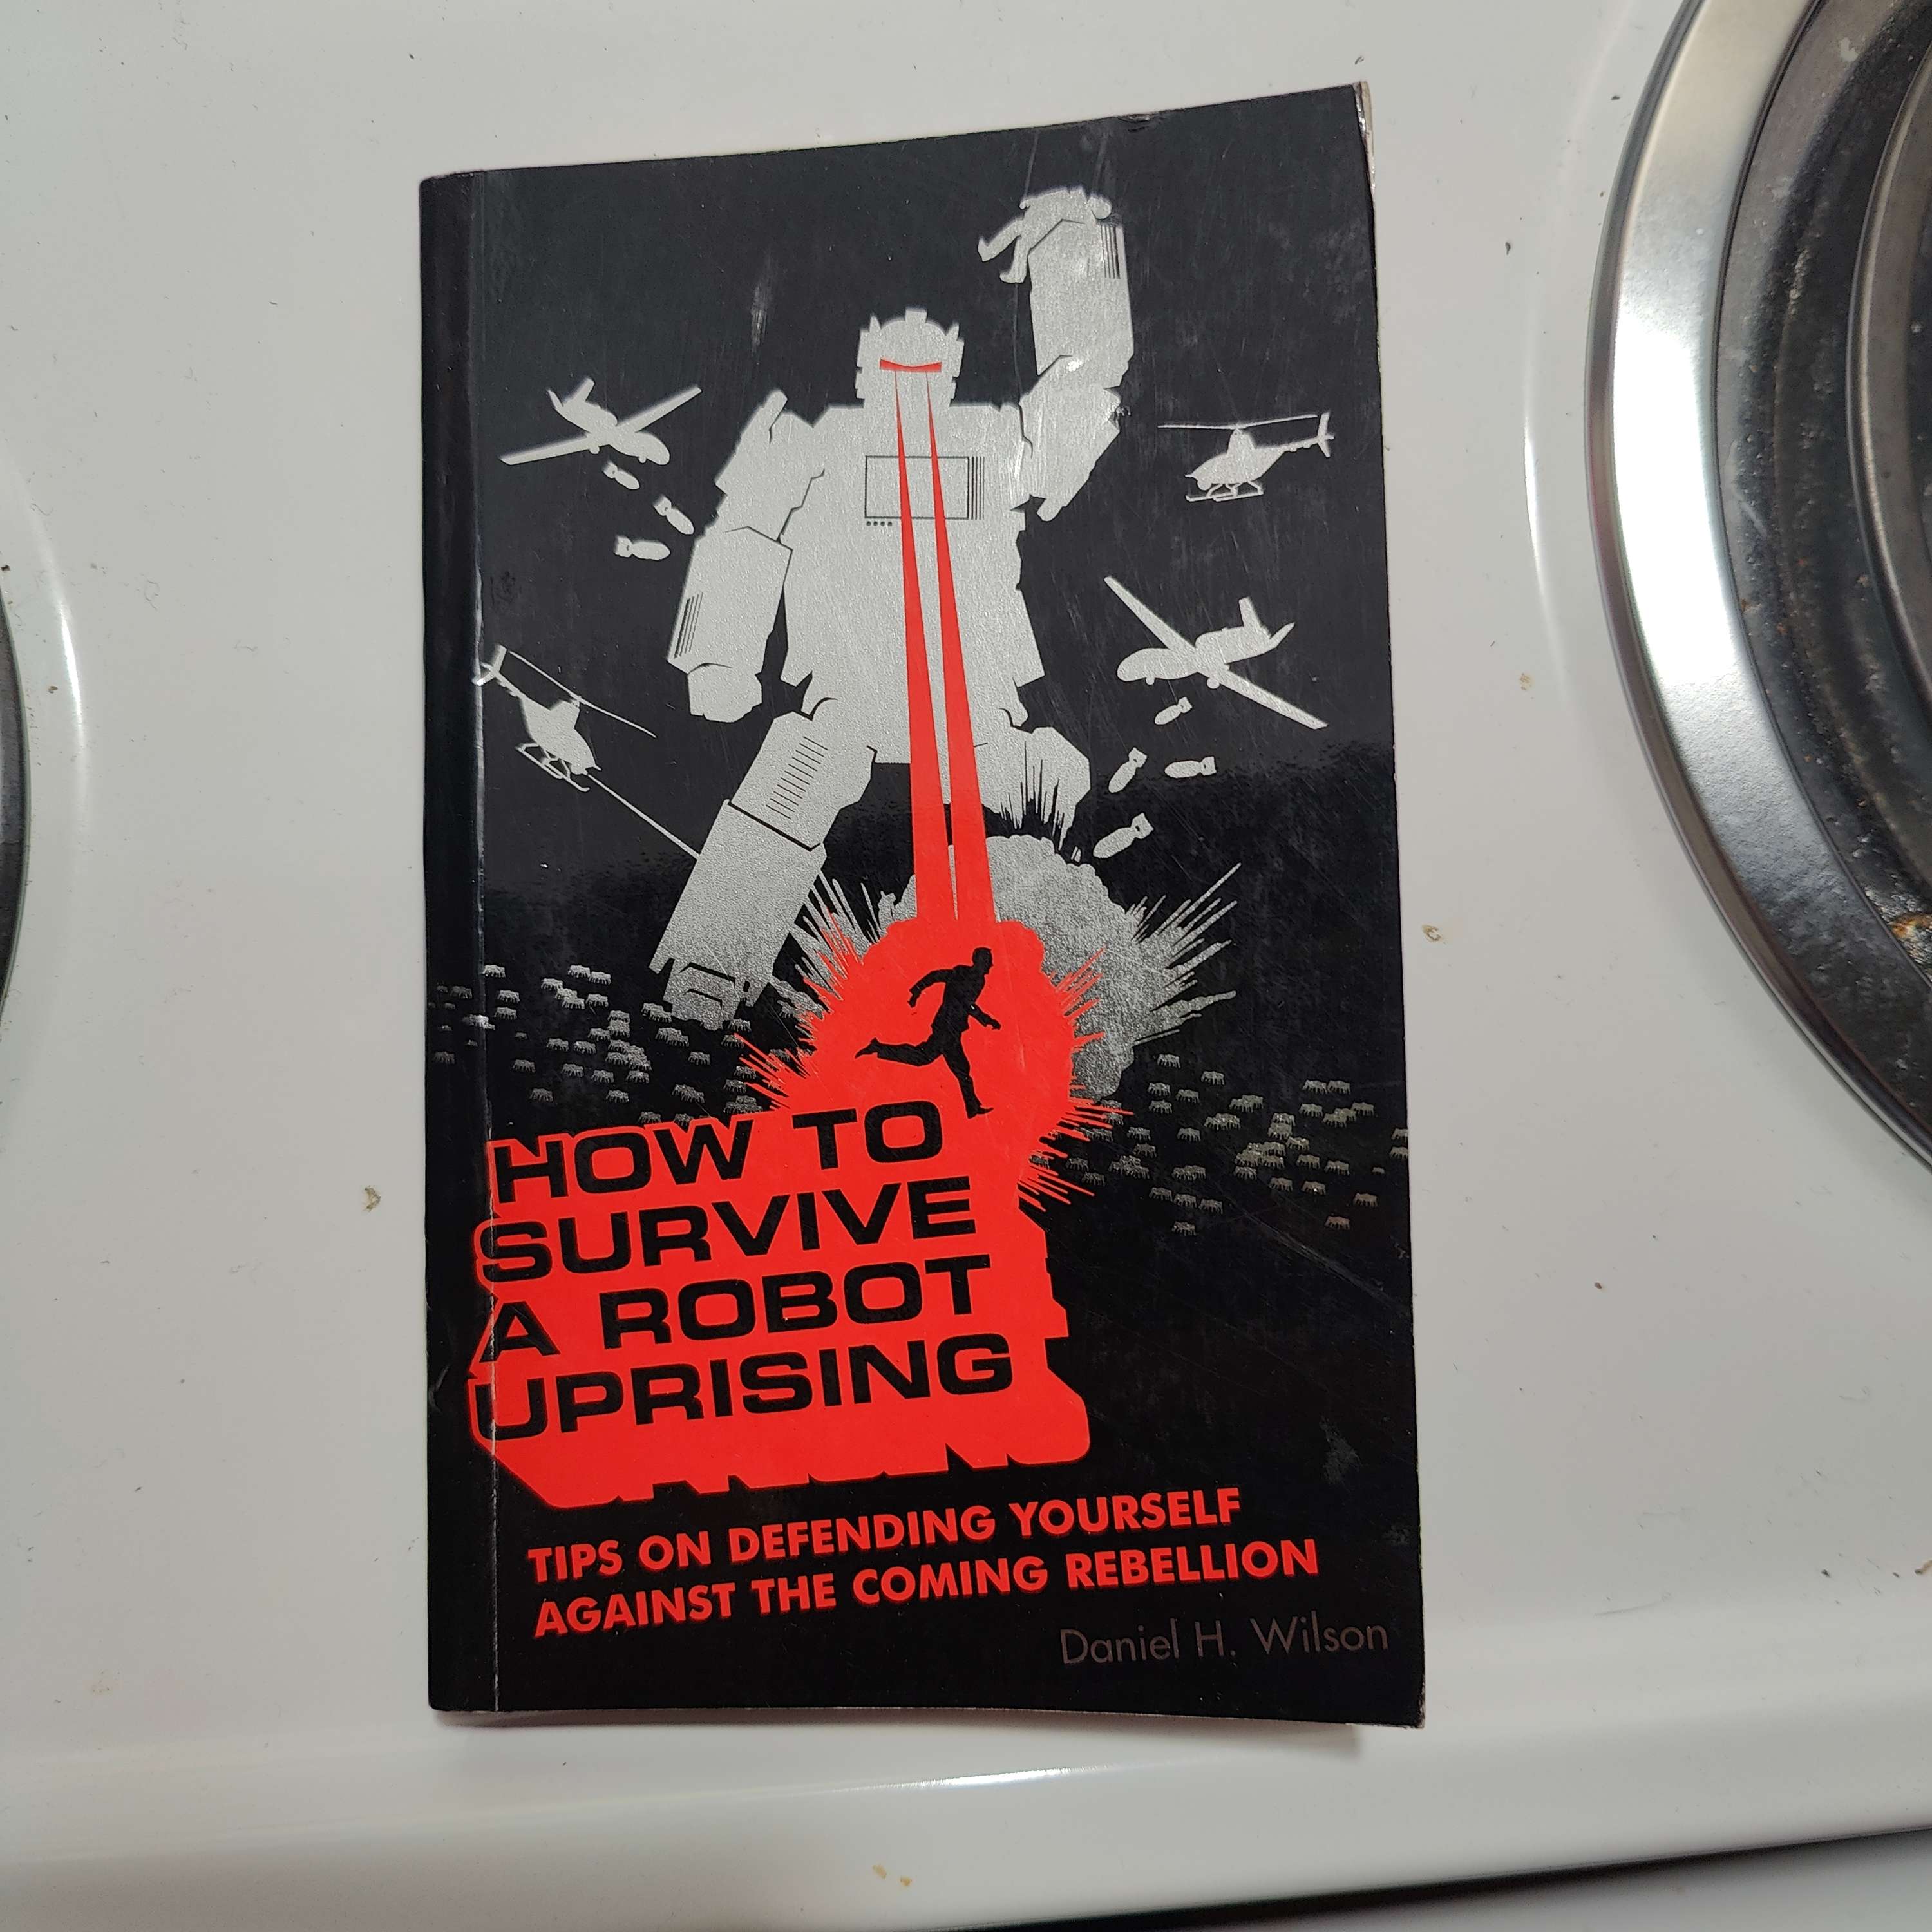 HOW TO
SURVIVE
A ROBOT
UPRISING
TIPS ON DEFENDING YOURSELF
AGAINST THE COMING REBELLION
Daniel H. Wilson